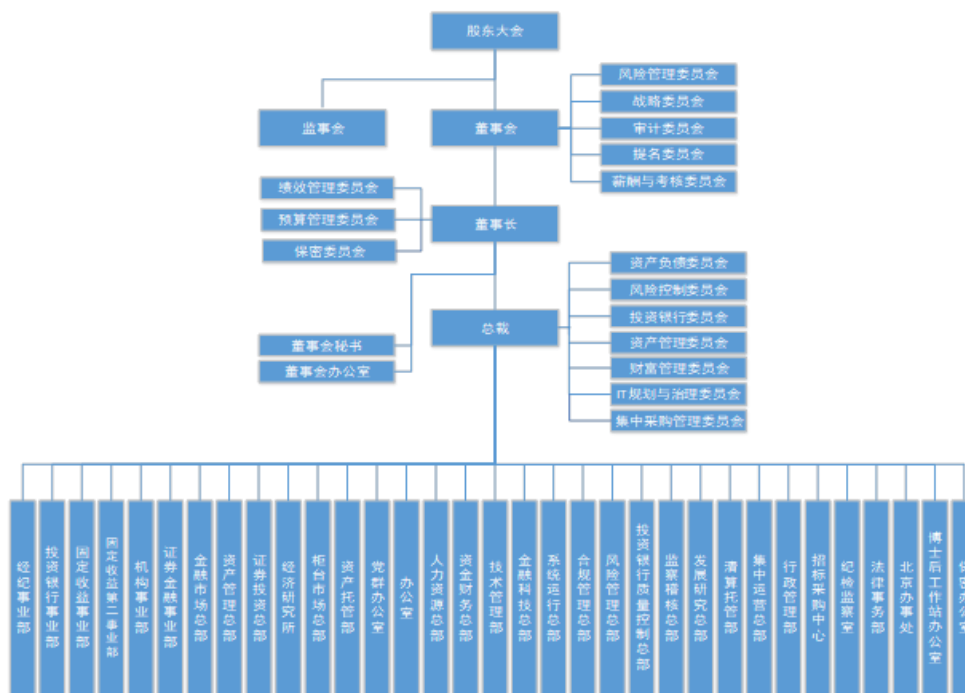 股东大会
监事会
董事会
风险管理委员会
战略委员会
审计委员会
提名委员会
薪酬与考核委员会
绩效管理委员会
预算管理委员会
保密委员会
董事长
董事会秘书
董事会办公室
总裁
资产负债委员会
风险控制委员会
投资银行委员会
资产管理委员会
财富管理委员会
IT规划与治理委员会
集中采购管理委员会
经纪事业部
投资银行事业部
固定收益事业部
固定收益第二事业部
机构事业部
证券金融事业部
金融市场总部
资产管理总部
证券投资总部
经济研究所
柜台市场总部
资产托管部
党群办公室
办公室
人力资源总部
资金财务总部
技术管理部
金融科技总部
系统运行总部
合规管理总部
风险管理总部
投资银行质量控制总部
监察稽核总部
发展研究总部
清算托管部
集中运营总部
行政管理部
招标采购中心
纪检监察室
法律事务部
北京办事处
博士后工作站办公室
保密办公室